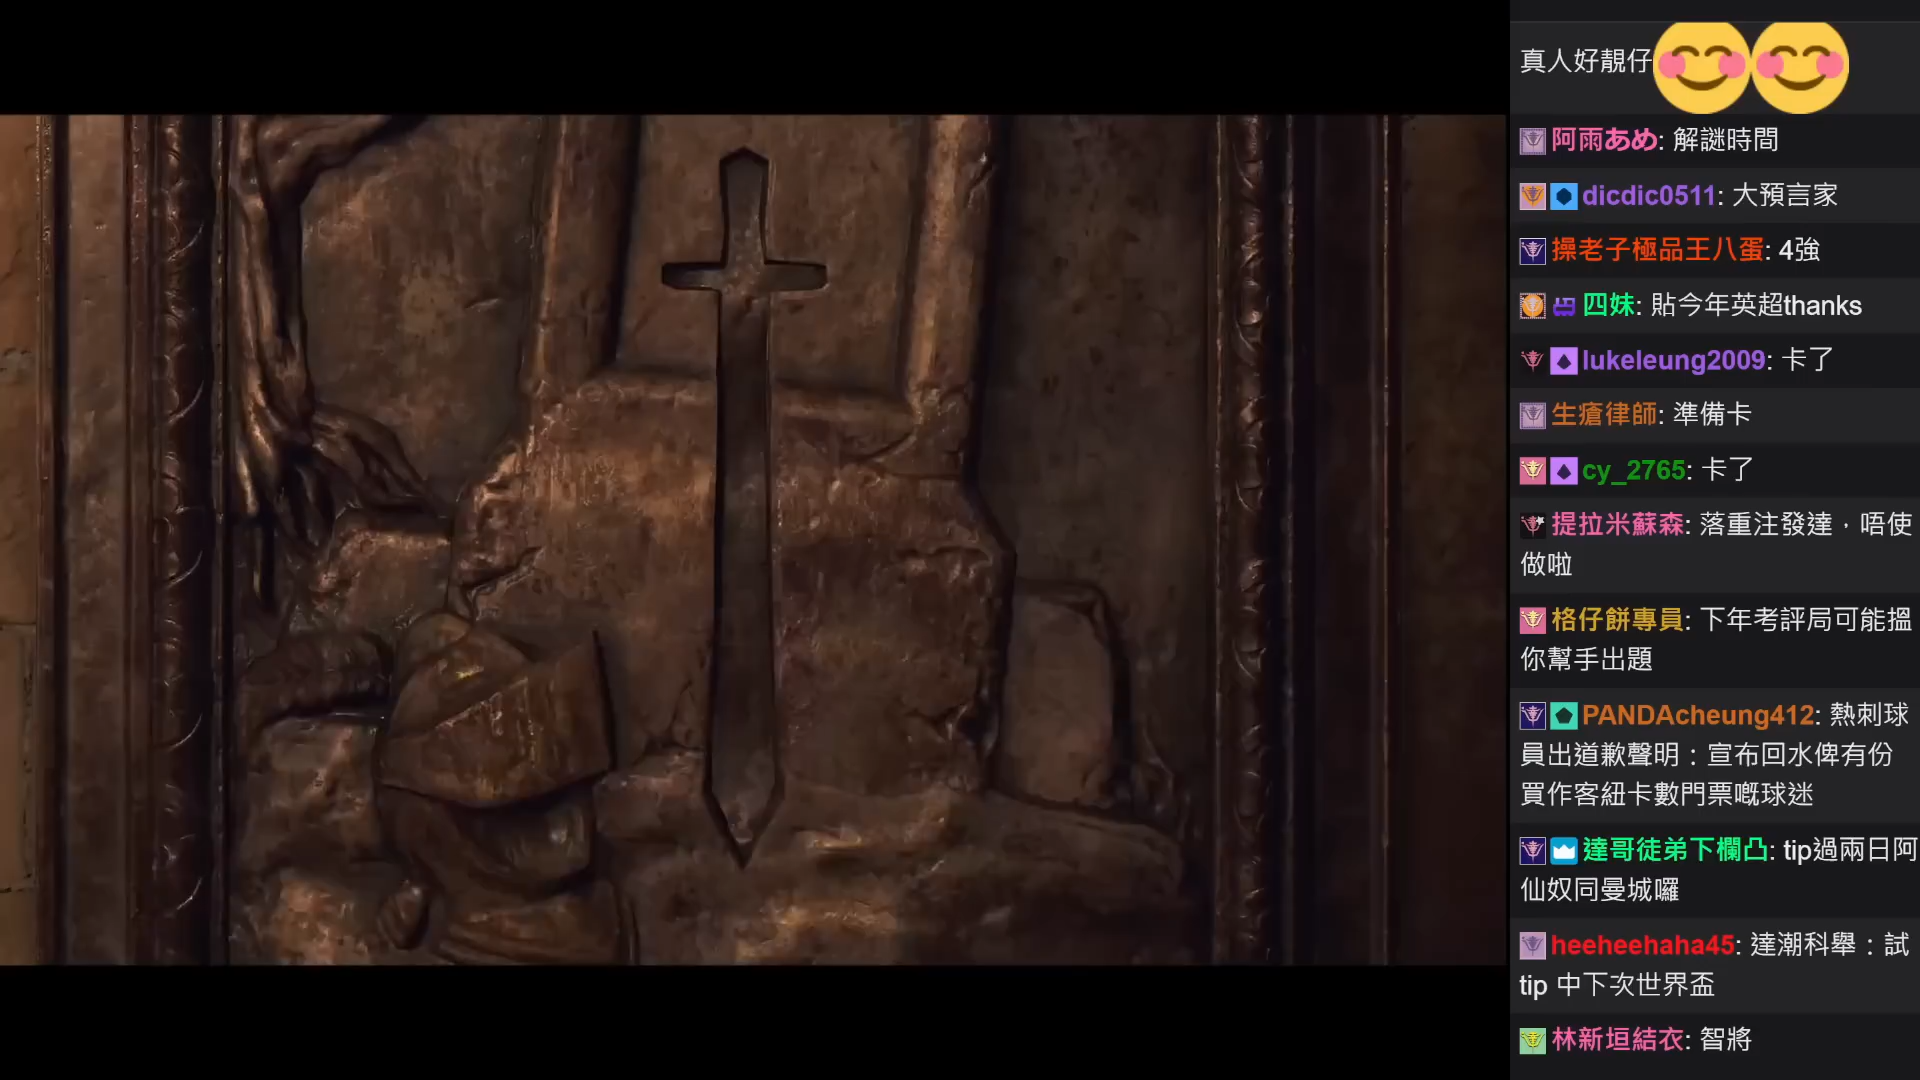 真人好靚仔😊😊
阿雨あめ: 解謎時間
dicdic0511: 大預言家
操老子極品王八蛋: 4強
四妹: 貼今年英超thanks
lukeleung2009: 卡了
生瘡律師: 準備卡
cy_2765: 卡了
提拉米蘇森: 落重注發達，唔使
做啦
格仔餅專員: 下年考評局可能搵
你幫手出題
PANDAcheung412: 熱刺球
員出道歉聲明：宣布回水俾有份
買作客紐卡數門票嘅球迷
達哥徒弟下欄凸: tip過兩日阿
仙奴同曼城囉
heeheehaha45: 達潮科舉：試
tip 中下次世界盃
林新垣結衣: 智將